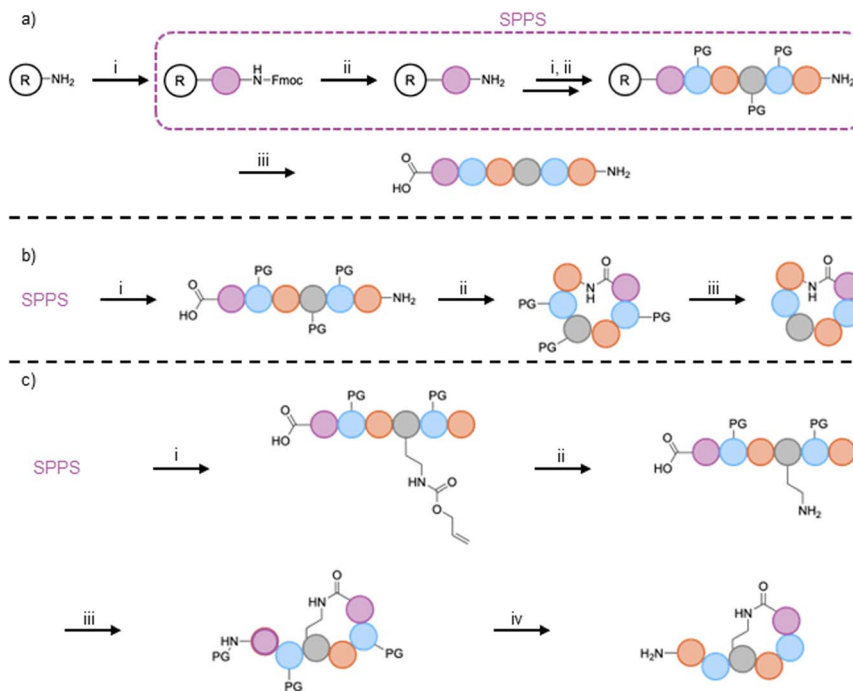 a)
SPPS
R NH₂ i R H N Fmoc ii R NH₂ i, ii R PG PG PG NH₂
iii O HO NH₂
b)
SPPS i O HO PG PG PG NH₂ ii O N H PG PG PG iii O N H
c)
SPPS i O HO PG PG NH O O ii O HO PG PG NH₂
iii O HN HN PG PG PG iv O HN H₂N